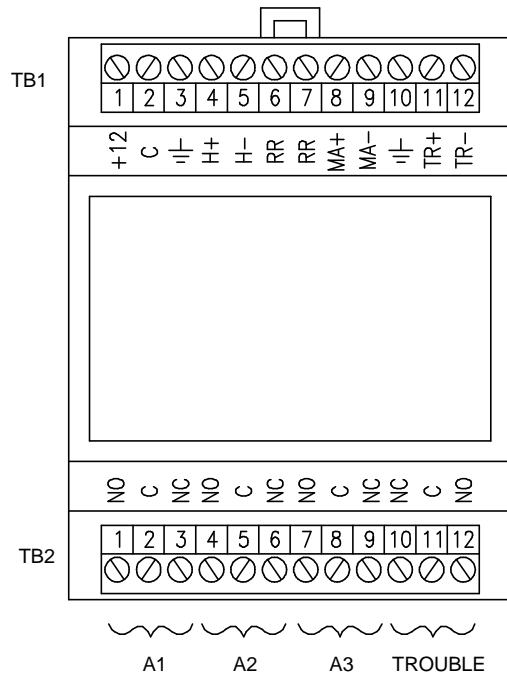 TB1
1 2 3 4 5 6 7 8 9 10 11 12
+12 C H+ H- RR RR MA+ MA- TR+ TR-
NO C NC NO C NC NO C NC NC C NO
TB2
1 2 3 4 5 6 7 8 9 10 11 12
A1 A2 A3 TROUBLE